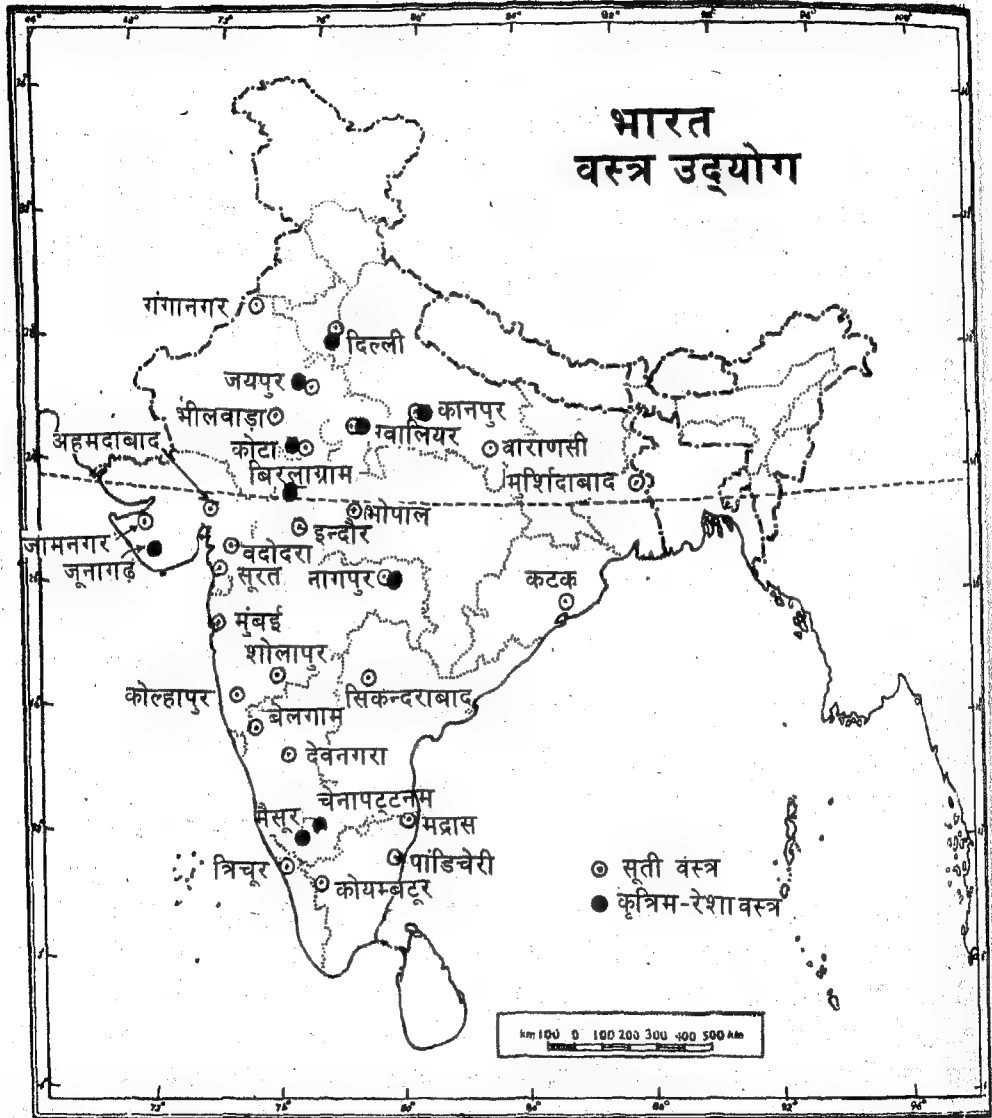 भारत
वस्त्र उद्योग
गंगानगर
दिल्ली
जयपुर
भीलवाड़ा
कानपुर
ग्वालियर
अहमदाबाद
कोटा
वाराणसी
बिरलाग्राम
मुर्शिदाबाद
भोपाल
इन्दौर
जामनगर
वदोदरा
जूनागढ़
सूरत
नागपुर
कटक
मुंबई
शोलापुर
कोल्हापुर
सिकन्दराबाद
बेलगाम
देवनगरा
चेनापट्टनम
मैसूर
मद्रास
त्रिचूर
पांडिचेरी
कोयम्बटूर
सूती वस्त्र
कृत्रिम-रेशा वस्त्र
km 100 0 100 200 300 400 500 km